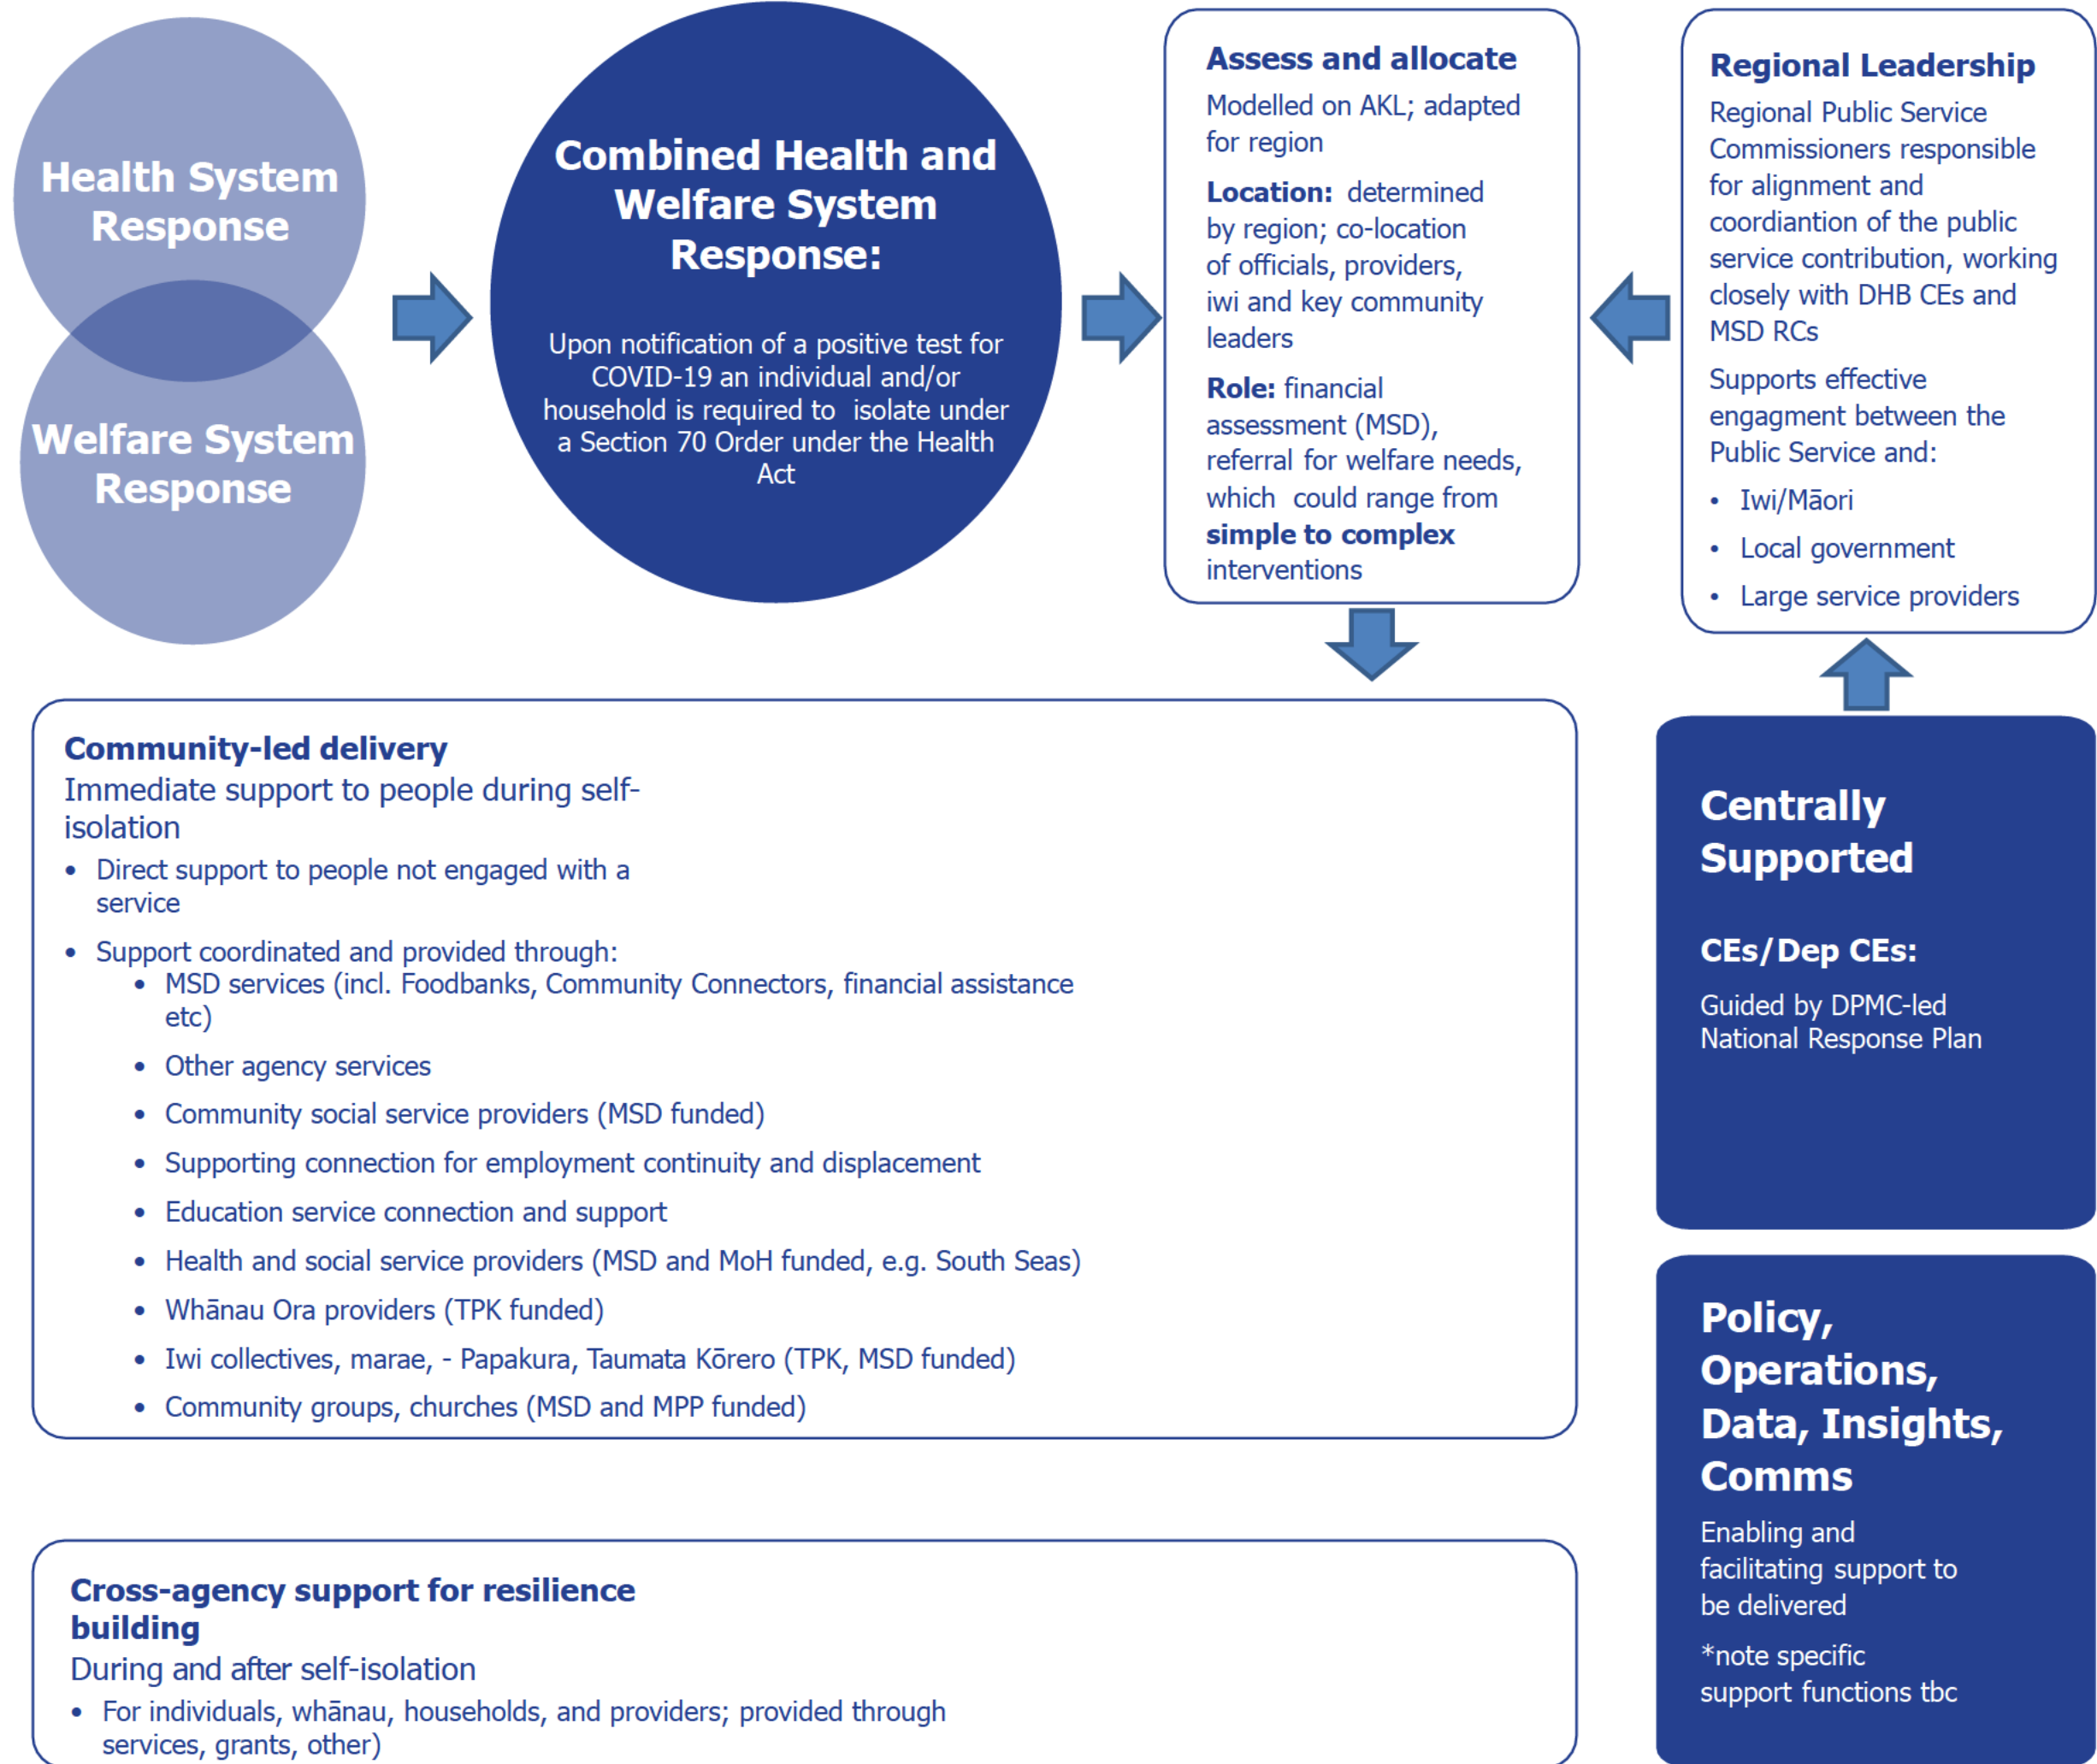 Health System
Response
Welfare System
Response
Combined Health and
Welfare System
Response:
Upon notification of a positive test for
COVID-19 an individual and/or
household is required to isolate under
a Section 70 Order under the Health
Act
Assess and allocate
Modelled on AKL; adapted
for region
Location: determined
by region; co-location
of officials, providers,
iwi and key community
leaders
Role: financial
assessment (MSD),
referral for welfare needs,
which could range from
simple to complex
interventions
Regional Leadership
Regional Public Service
Commissioners responsible
for alignment and
coordiantion of the public
service contribution, working
closely with DHB CEs and
MSD RCs
Supports effective
engagment between the
Public Service and:
• Iwi/Māori
• Local government
• Large service providers
Community-led delivery
Immediate support to people during self-
isolation
• Direct support to people not engaged with a
service
• Support coordinated and provided through:
• MSD services (incl. Foodbanks, Community Connectors, financial assistance
etc)
• Other agency services
• Community social service providers (MSD funded)
• Supporting connection for employment continuity and displacement
• Education service connection and support
• Health and social service providers (MSD and MoH funded, e.g. South Seas)
• Whānau Ora providers (TPK funded)
• Iwi collectives, marae, - Papakura, Taumata Kōrero (TPK, MSD funded)
• Community groups, churches (MSD and MPP funded)
Centrally
Supported
CEs/Dep CEs:
Guided by DPMC-led
National Response Plan
Policy,
Operations,
Data, Insights,
Comms
Enabling and
facilitating support to
be delivered
*note specific
support functions tbc
Cross-agency support for resilience
building
During and after self-isolation
• For individuals, whānau, households, and providers; provided through
services, grants, other)